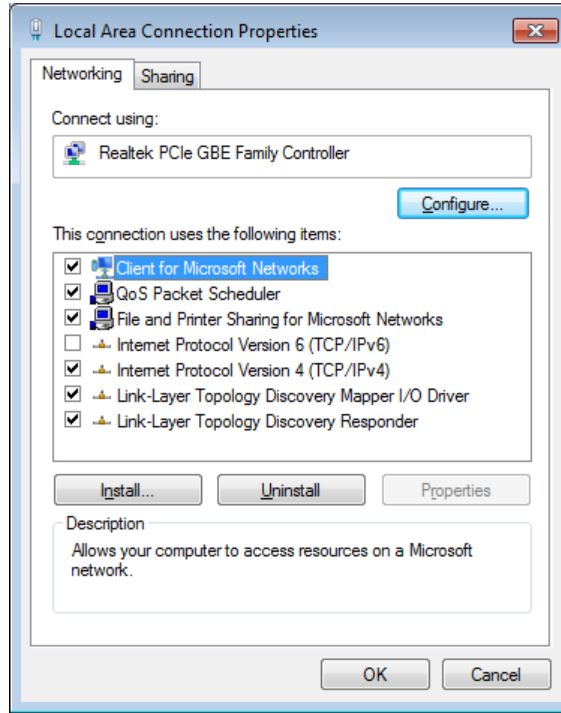 Local Area Connection Properties
Networking
Sharing
Connect using:
Realtek PCIe GBE Family Controller
Configure...
This connection uses the following items:
Client for Microsoft Networks
QoS Packet Scheduler
File and Printer Sharing for Microsoft Networks
Internet Protocol Version 6 (TCP/IPv6)
Internet Protocol Version 4 (TCP/IPv4)
Link-Layer Topology Discovery Mapper I/O Driver
Link-Layer Topology Discovery Responder
Install...
Uninstall
Properties
Description
Allows your computer to access resources on a Microsoft
network.
OK
Cancel